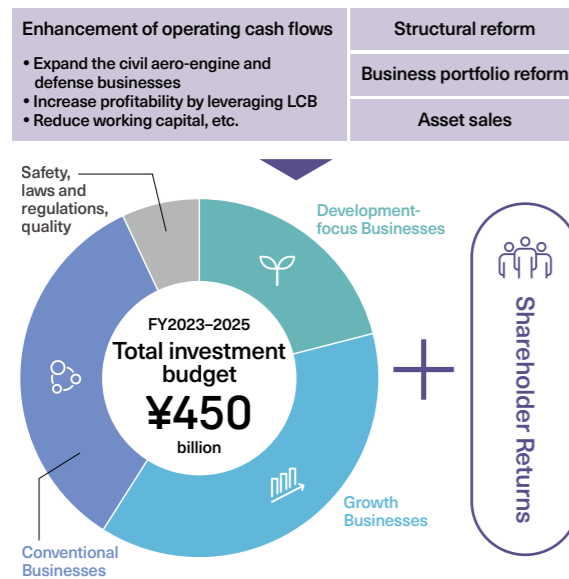 Enhancement of operating cash flows
• Expand the civil aero-engine and
defense businesses
• Increase profitability by leveraging LCB
• Reduce working capital, etc.
Structural reform
Business portfolio reform
Asset sales
Safety,
laws and
regulations,
quality
Development-
focus Businesses
FY2023–2025
Total investment
budget
¥450
billion
Growth
Businesses
Conventional
Businesses
Shareholder Returns